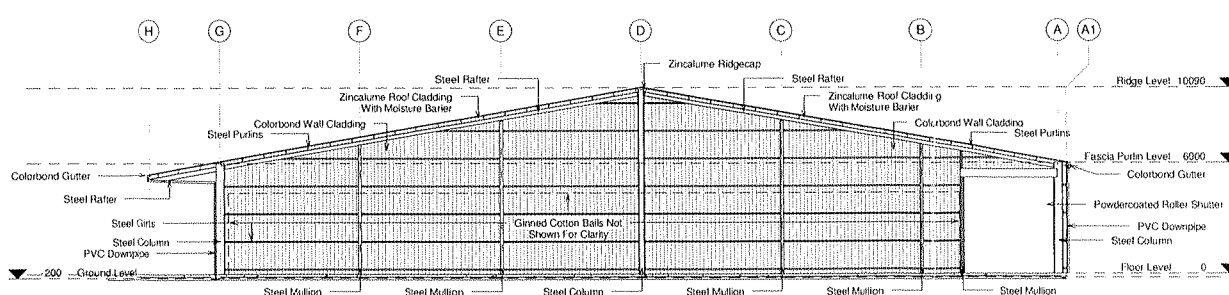 H G F E D C B A A1
Zincalume Ridgecap
Steel Rafter
Steel Rafter
Ridge Level 10090
Zincalume Roof Cladding
With Moisture Barier
Zincalume Roof Cladding
With Moisture Barier
Colorbond Wall Cladding
Colorbond Wall Cladding
Steel Purlins
Steel Purlins
Fascia Purlin Level 6900
Colorbond Gutter
Colorbond Gutter
Steel Rafter
Powdercoated Roller Shutter
Steel Girts
Ginned Cotton Bails Not
Shown For Clarity
PVC Downpipe
Steel Column
Steel Column
PVC Downpipe
200 Ground Level
Floor Level 0
Steel Mullion
Steel Mullion
Steel Column
Steel Mullion
Steel Mullion
Steel Mullion